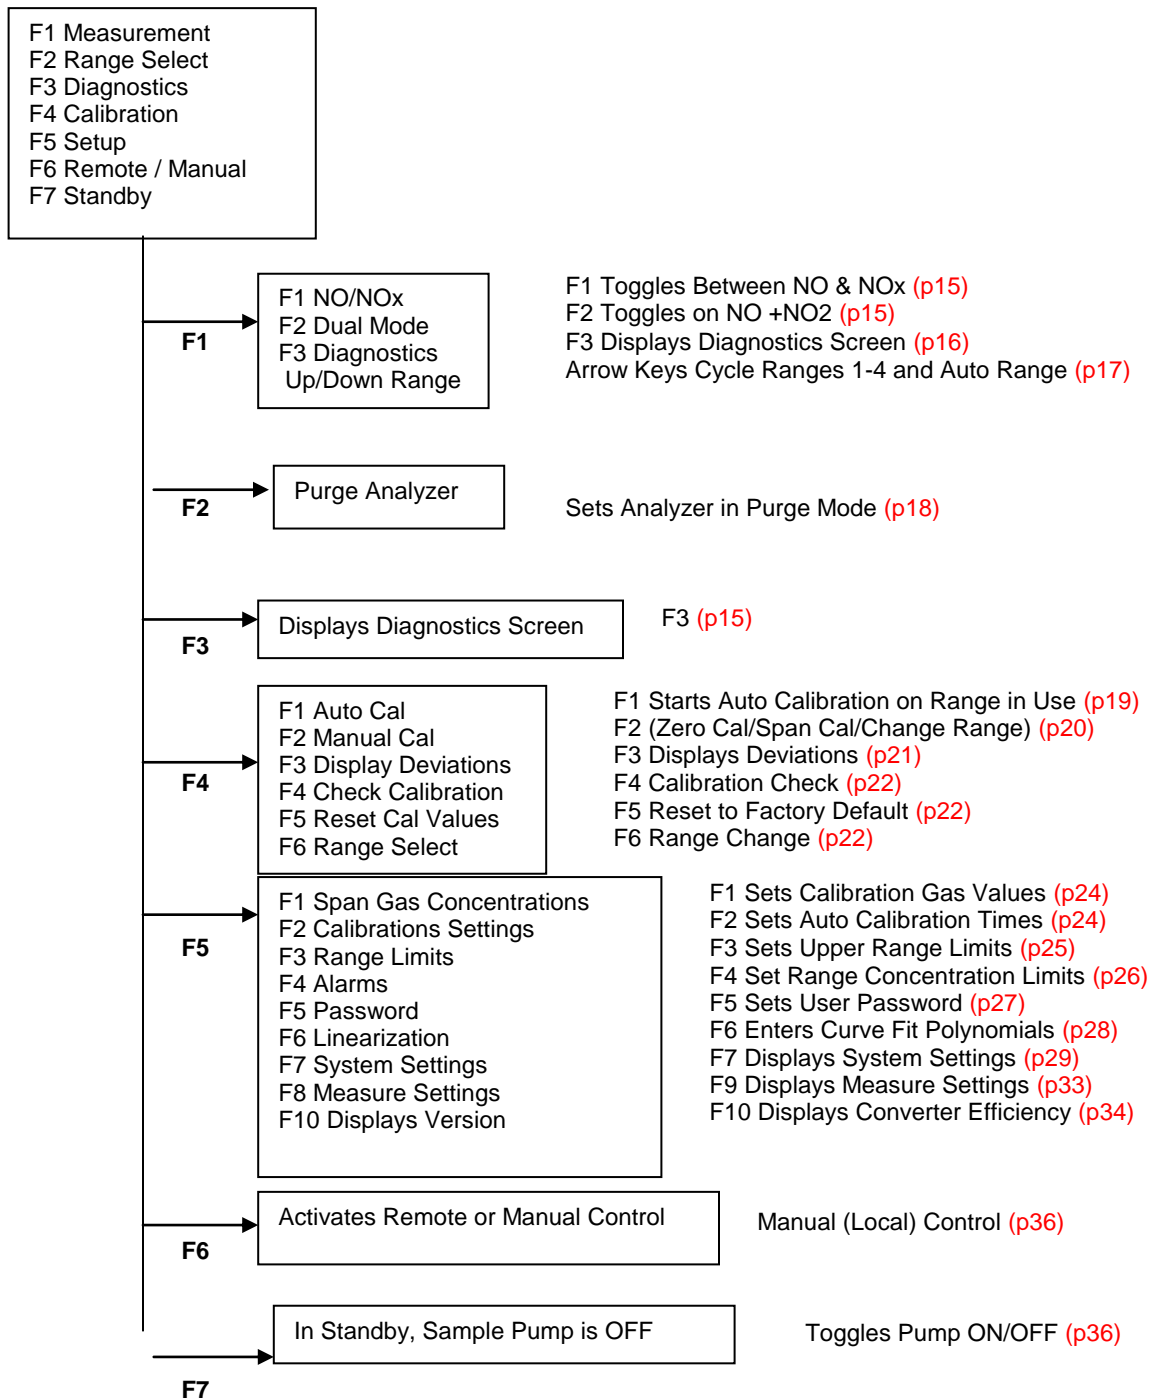 F1 Measurement
F2 Range Select
F3 Diagnostics
F4 Calibration
F5 Setup
F6 Remote / Manual
F7 Standby
F1
F1 NO/NOx
F2 Dual Mode
F3 Diagnostics
Up/Down Range
F1 Toggles Between NO & NOx (p15)
F2 Toggles on NO +NO2 (p15)
F3 Displays Diagnostics Screen (p16)
Arrow Keys Cycle Ranges 1-4 and Auto Range (p17)
F2
Purge Analyzer
Sets Analyzer in Purge Mode (p18)
F3
Displays Diagnostics Screen
F3 (p15)
F4
F1 Auto Cal
F2 Manual Cal
F3 Display Deviations
F4 Check Calibration
F5 Reset Cal Values
F6 Range Select
F1 Starts Auto Calibration on Range in Use (p19)
F2 (Zero Cal/Span Cal/Change Range) (p20)
F3 Displays Deviations (p21)
F4 Calibration Check (p22)
F5 Reset to Factory Default (p22)
F6 Range Change (p22)
F5
F1 Span Gas Concentrations
F2 Calibrations Settings
F3 Range Limits
F4 Alarms
F5 Password
F6 Linearization
F7 System Settings
F8 Measure Settings
F10 Displays Version
F1 Sets Calibration Gas Values (p24)
F2 Sets Auto Calibration Times (p24)
F3 Sets Upper Range Limits (p25)
F4 Set Range Concentration Limits (p26)
F5 Sets User Password (p27)
F6 Enters Curve Fit Polynomials (p28)
F7 Displays System Settings (p29)
F9 Displays Measure Settings (p33)
F10 Displays Converter Efficiency (p34)
F6
Activates Remote or Manual Control
Manual (Local) Control (p36)
F7
In Standby, Sample Pump is OFF
Toggles Pump ON/OFF (p36)